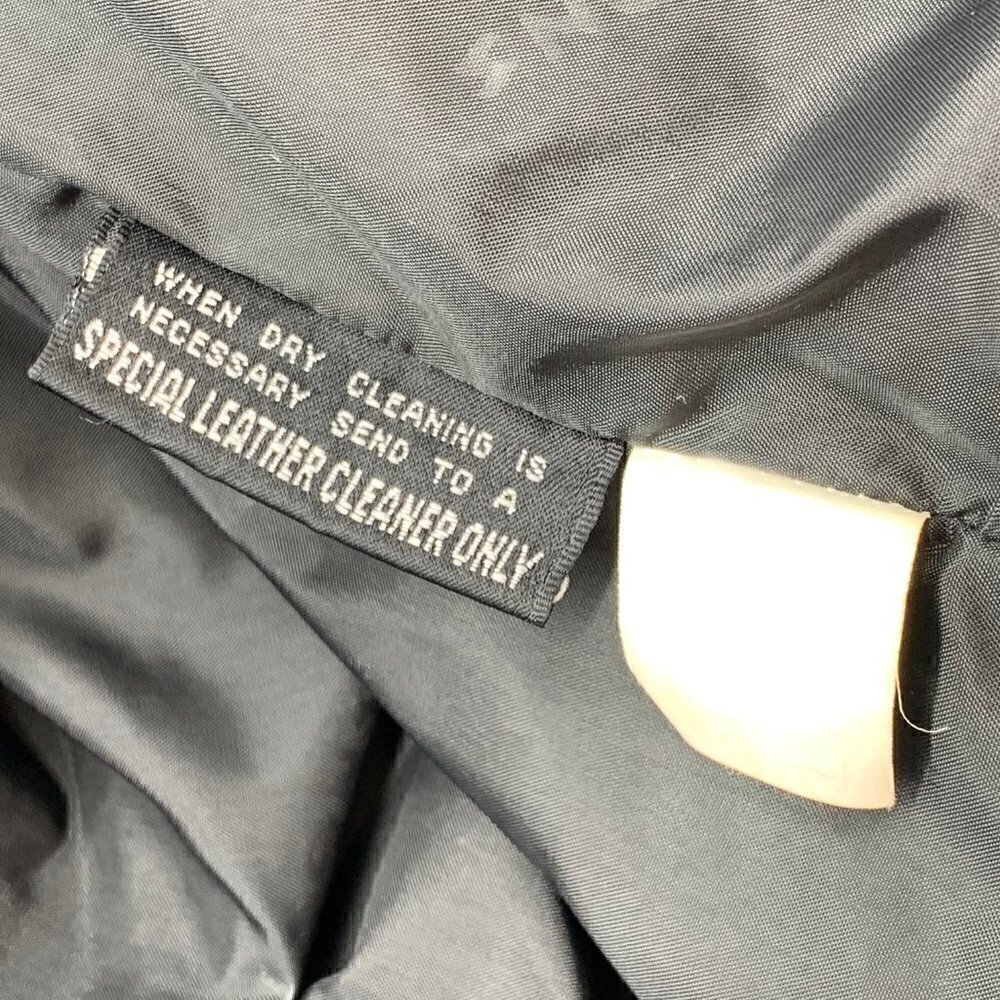 WHEN DRY CLEANING IS
NECESSARY SEND TO A
SPECIAL LEATHER CLEANER ONLY